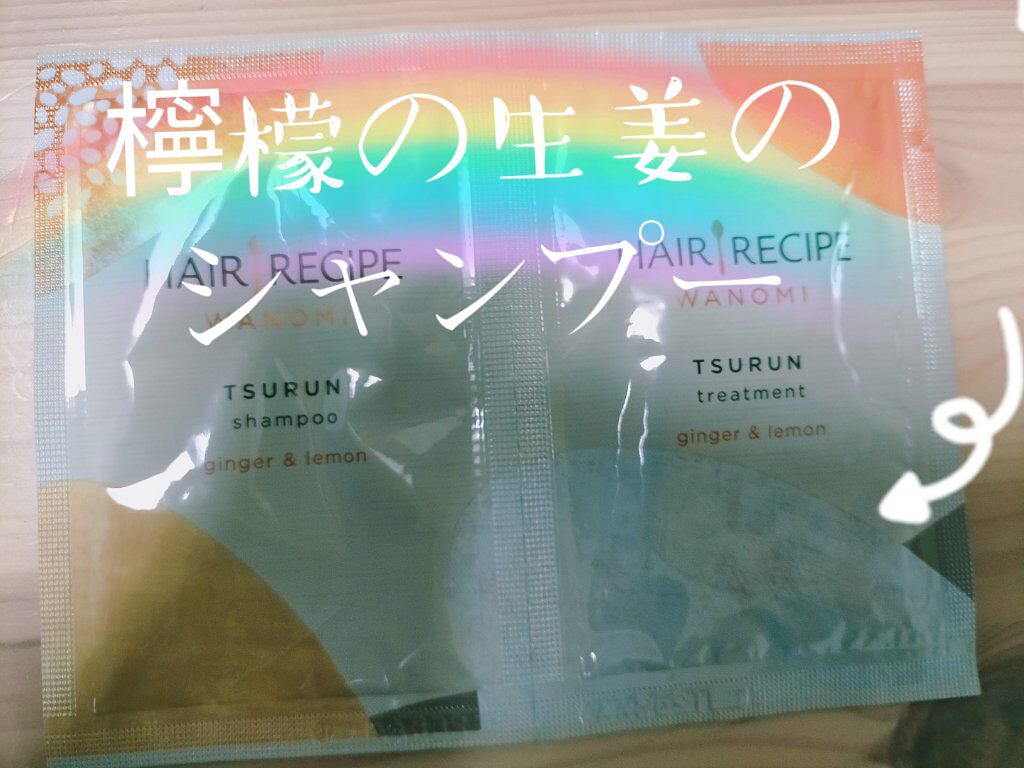 檸檬の生姜の
シャンプー
HAIR RECIPE
WANOMI
TSURUN
shampoo
ginger & lemon
HAIR RECIPE
WANOMI
TSURUN
treatment
ginger & lemon